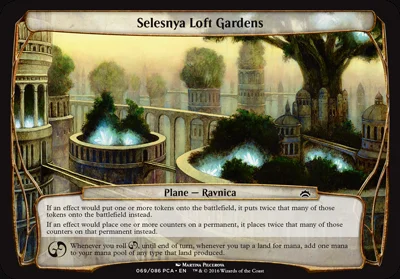 Selesnya Loft Gardens
Plane — Ravnica
If an effect would put one or more tokens onto the battlefield, it puts twice that many of those
tokens onto the battlefield instead.
If an effect would place one or more counters on a permanent, it places twice that many of those
counters on that permanent instead.
Whenever you roll , until end of turn, whenever you tap a land for mana, add one mana
to your mana pool of any type that land produced.
Martina Pilcerova
069/086 PCA • EN ™ & © 2016 Wizards of the Coast